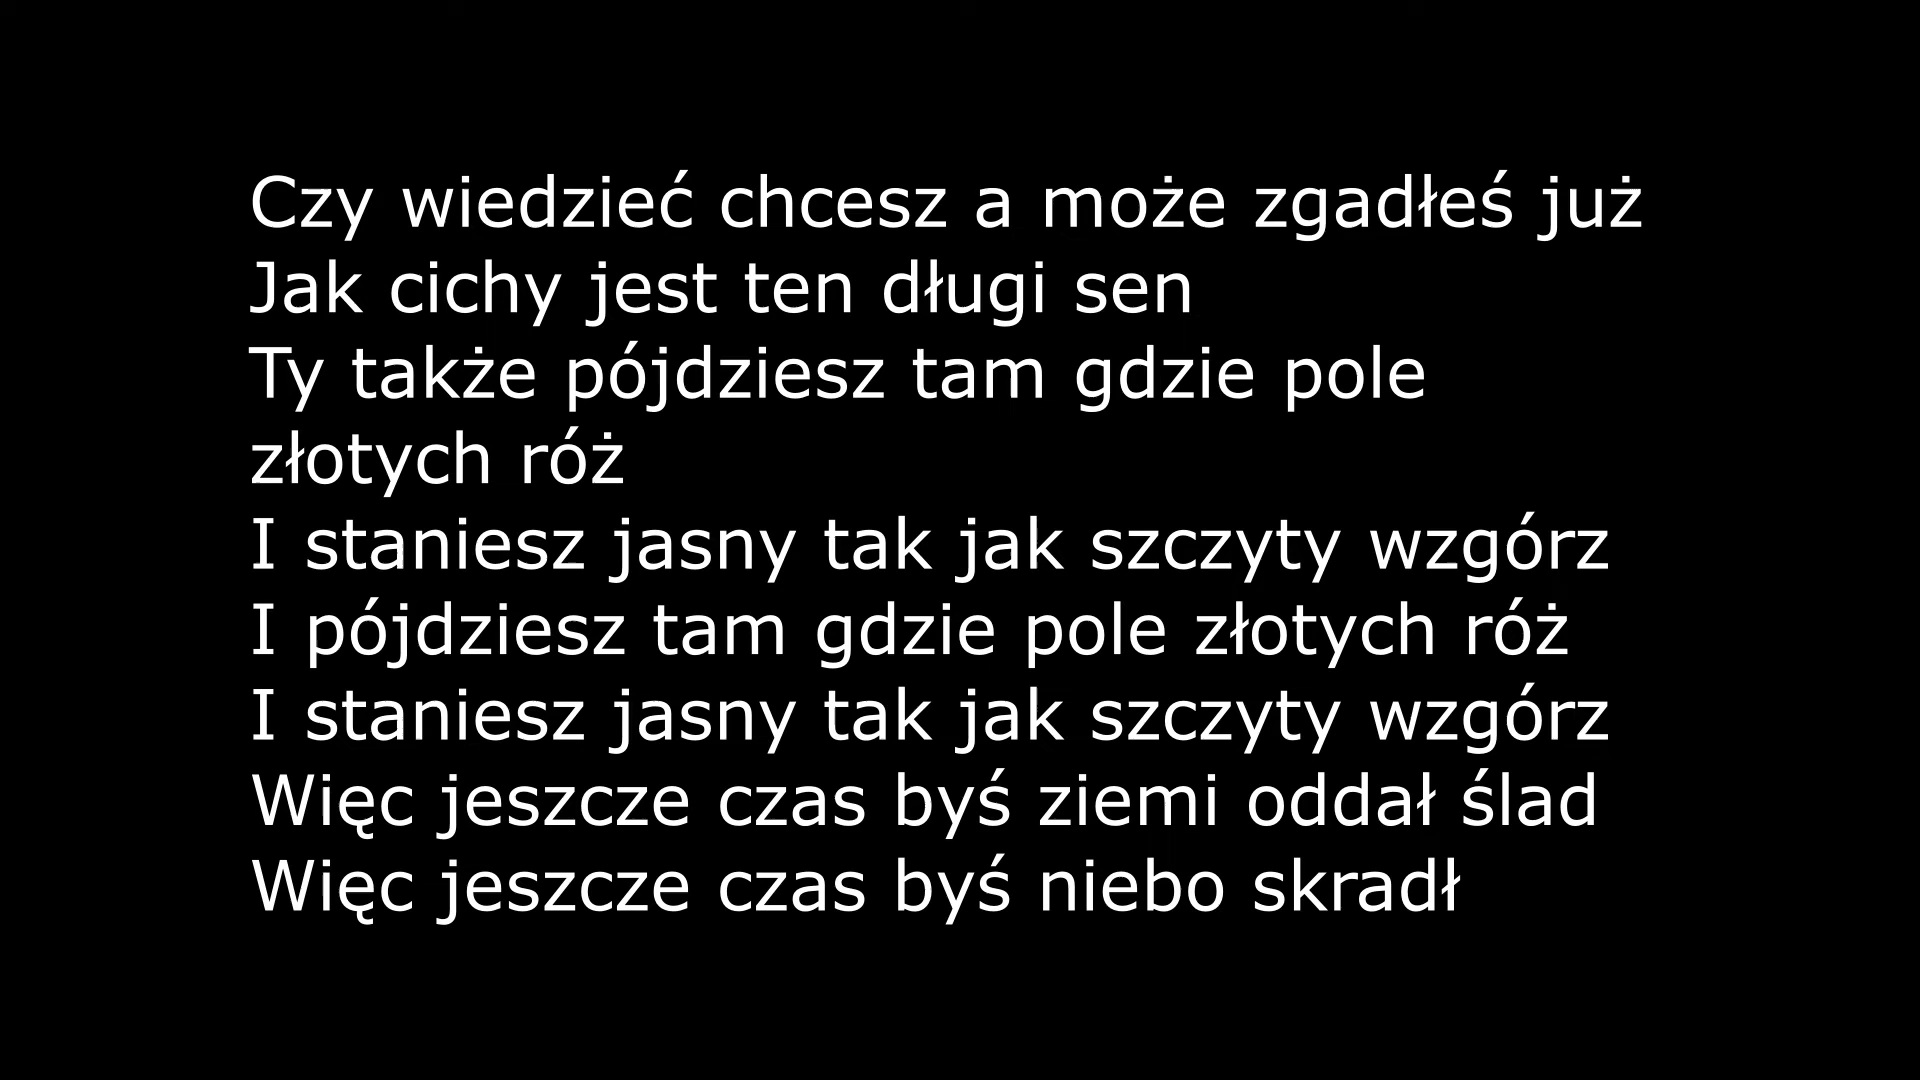 Czy wiedzieć chcesz a może zgadłeś już
Jak cichy jest ten długi sen
Ty także pójdziesz tam gdzie pole
złotych róż
I staniesz jasny tak jak szczyty wzgórz
I pójdziesz tam gdzie pole złotych róż
I staniesz jasny tak jak szczyty wzgórz
Więc jeszcze czas byś ziemi oddał ślad
Więc jeszcze czas byś niebo skradł